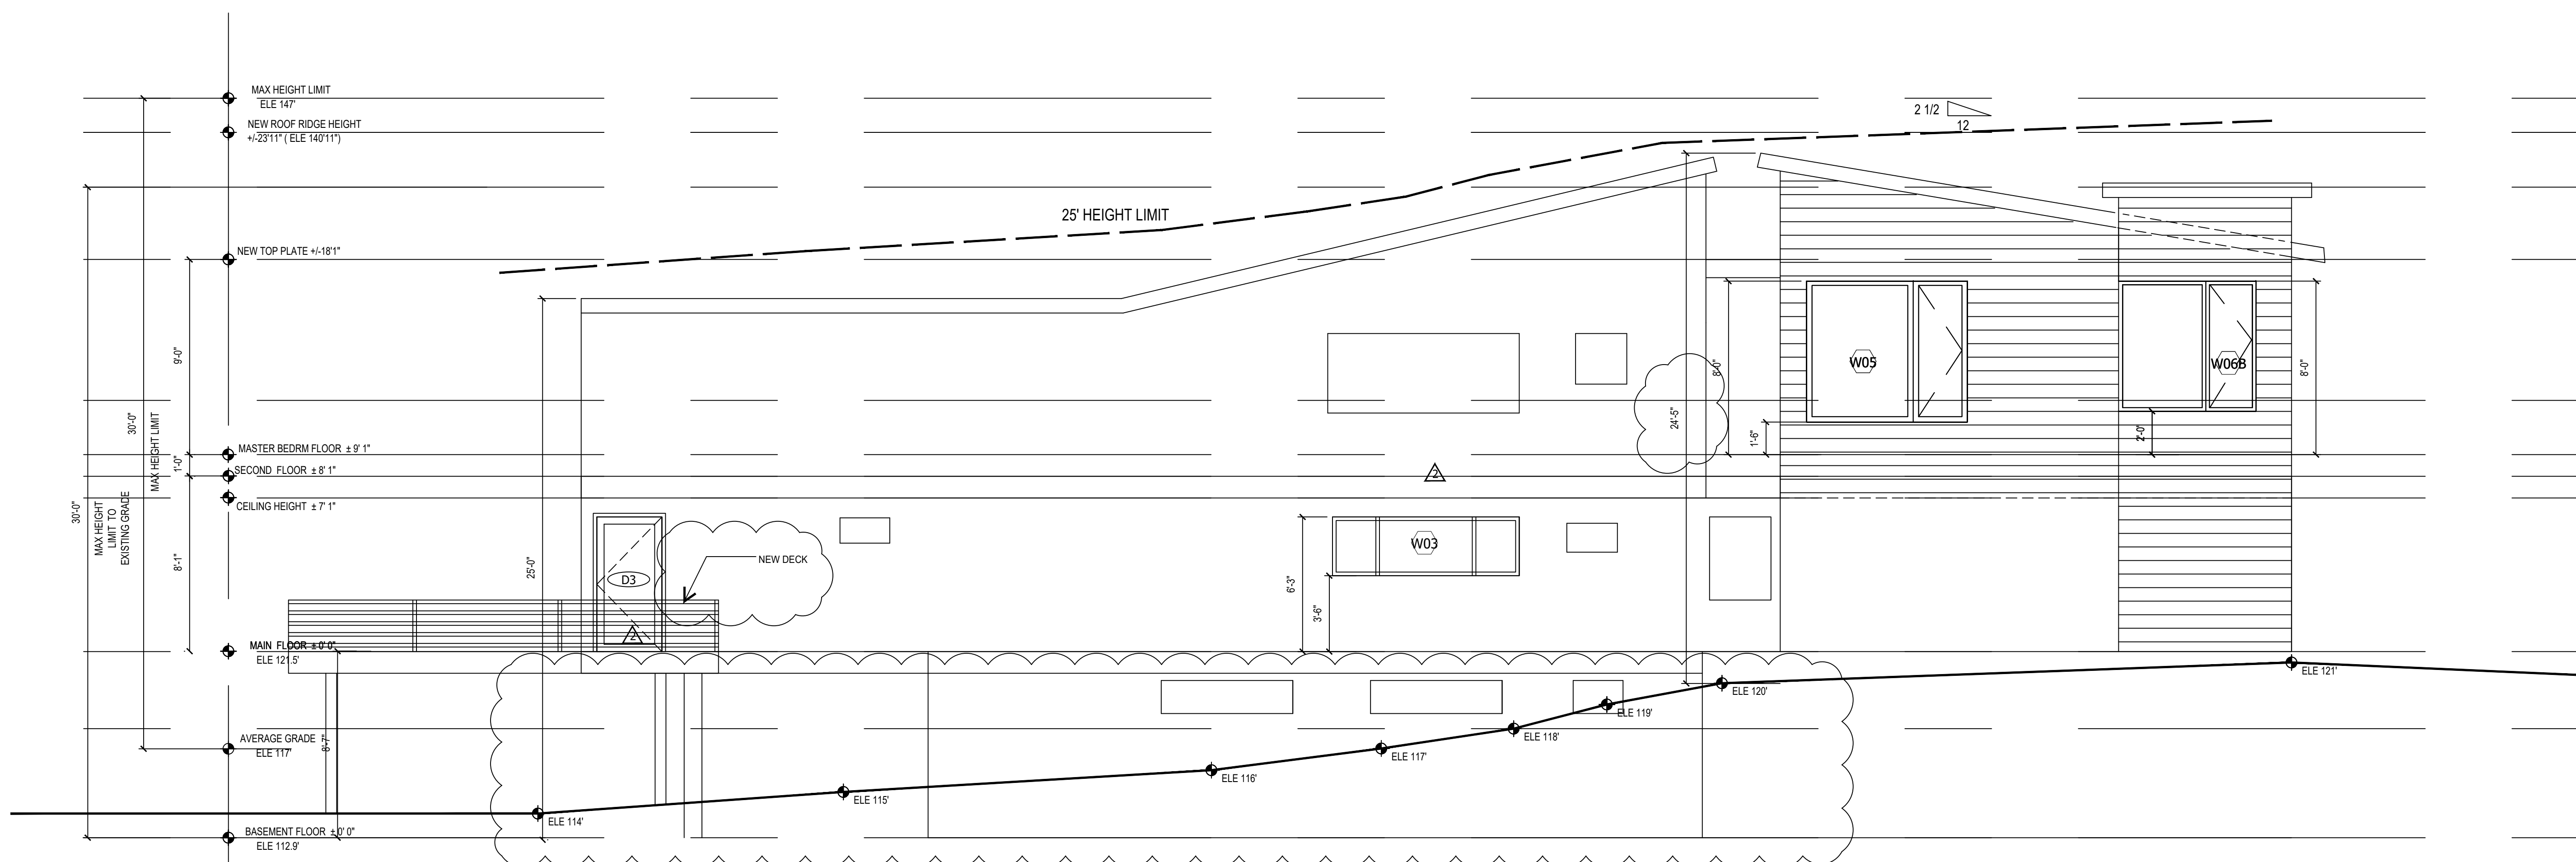 MAX HEIGHT LIMIT
ELE 147'
NEW ROOF RIDGE HEIGHT
+/-23'11" ( ELE 140'11")
2 1/2
12
25' HEIGHT LIMIT
NEW TOP PLATE +/-18'1"
9'-0"
30'-0"
MAX HEIGHT LIMIT
MASTER BEDRM FLOOR ± 9' 1"
1'-0"
SECOND FLOOR ± 8' 1"
CEILING HEIGHT ± 7' 1"
30'-0"
MAX HEIGHT
LIMIT TO
EXISTING GRADE
8'-1"
25'-0"
D3
2
NEW DECK
6'-3"
3'-6"
W03
2
24'-5"
8'-0"
1'-6"
W05
W06B
2'-0"
8'-0"
MAIN FLOOR ± 0' 0"
ELE 121.5'
AVERAGE GRADE
ELE 117'
8'-7"
BASEMENT FLOOR ± 0' 0"
ELE 112.9'
ELE 114'
ELE 115'
ELE 116'
ELE 117'
ELE 118'
ELE 119'
ELE 120'
ELE 121'